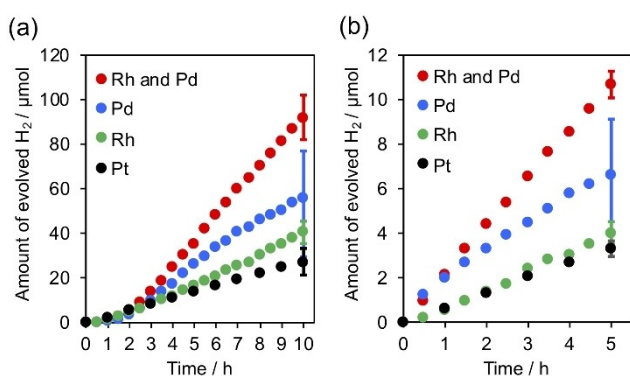 (a)
Amount of evolved H₂ / μmol
120
100
80
60
40
20
0
Rh and Pd
Pd
Rh
Pt
0 1 2 3 4 5 6 7 8 9 10
Time / h
(b)
Amount of evolved H₂ / μmol
12
10
8
6
4
2
0
Rh and Pd
Pd
Rh
Pt
0 1 2 3 4 5
Time / h